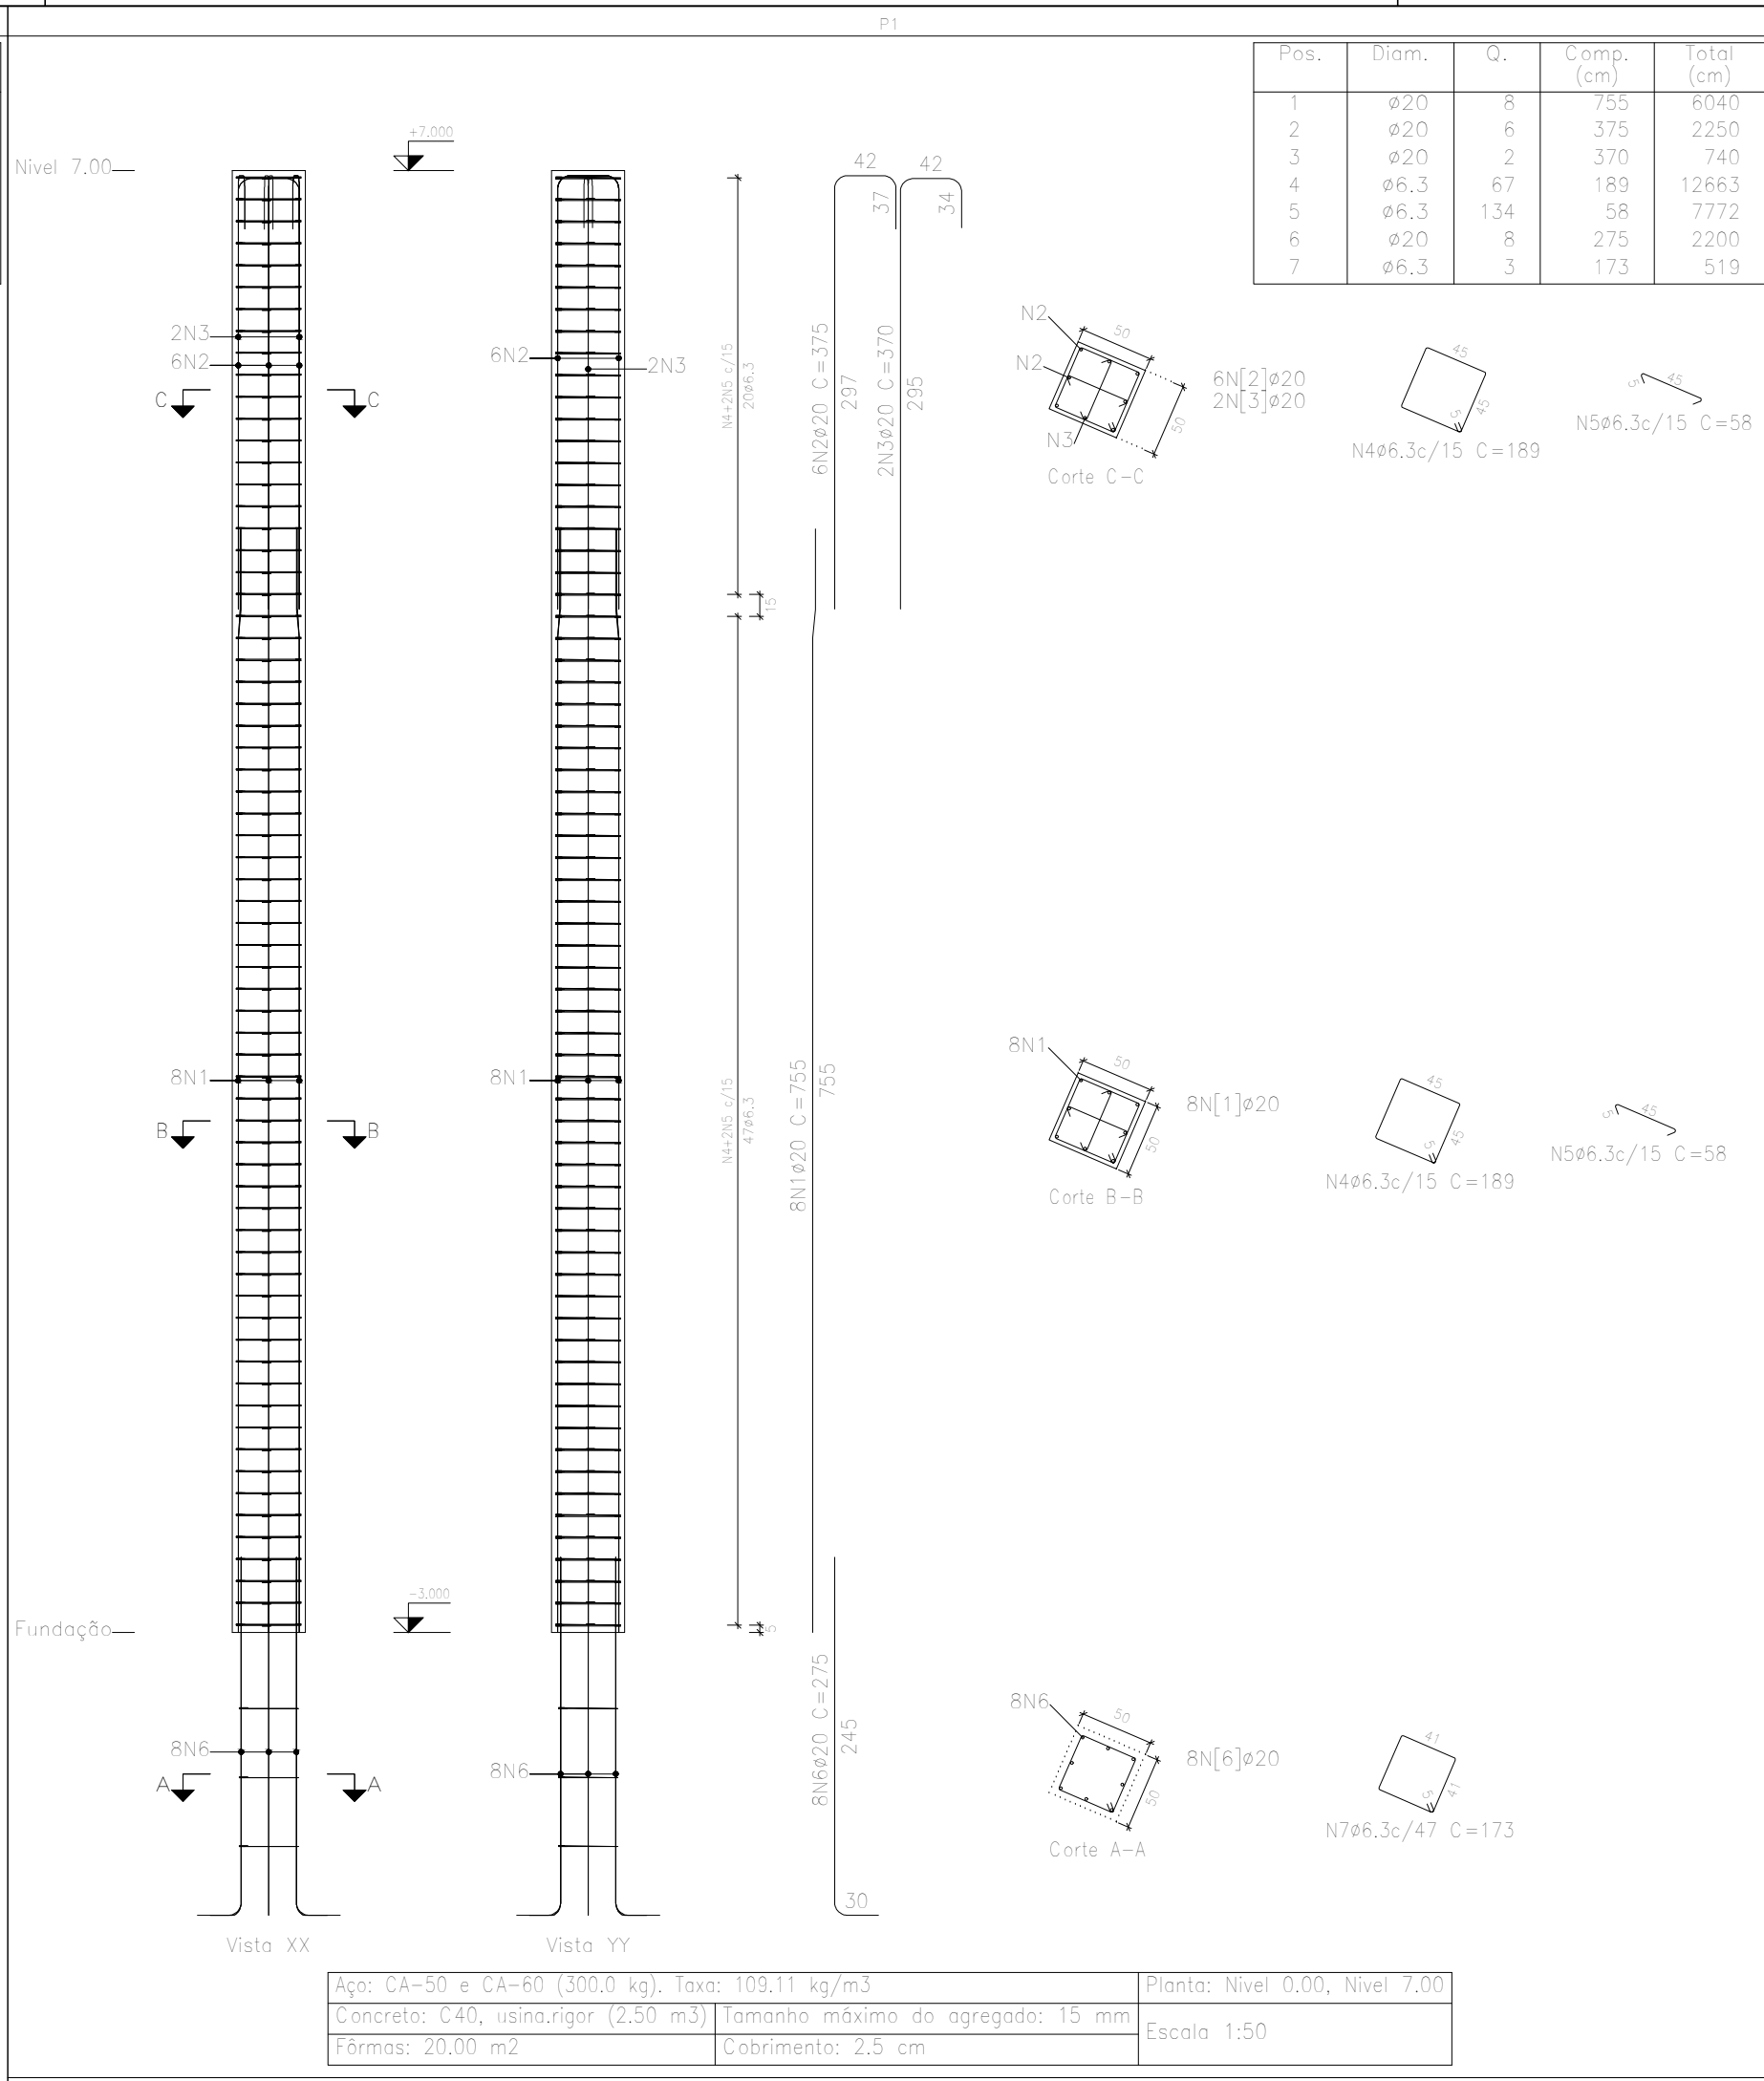 P1
Pos. Diam. Q. Comp. (cm) Total (cm)
1 ø20 8 755 6040
2 ø20 6 375 2250
3 ø20 2 370 740
4 ø6.3 67 189 12663
5 ø6.3 134 58 7772
6 ø20 8 275 2200
7 ø6.3 3 173 519
Nivel 7.00
+7.000
42
42
37
34
2N3
6N2
6N2
2N3
C
C
N4+2N5 c/15
20ø6.3
15
6N2ø20 C=375
297
2N3ø20 C=370
295
N2
N2
N3
50
50
6N[2]ø20
2N[3]ø20
Corte C-C
45
45
5
N4ø6.3c/15 C=189
5
45
N5ø6.3c/15 C=58
8N1
8N1
B
B
N4+2N5 c/15
47ø6.3
5
8N1ø20 C=755
755
8N1
50
50
8N[1]ø20
Corte B-B
45
45
5
N4ø6.3c/15 C=189
5
45
N5ø6.3c/15 C=58
Fundação
-3.000
8N6
8N6
A
A
8N6ø20 C=275
245
30
8N6
50
50
8N[6]ø20
Corte A-A
41
41
5
N7ø6.3c/47 C=173
Vista XX
Vista YY
Aço: CA-50 e CA-60 (300.0 kg). Taxa: 109.11 kg/m3
Planta: Nivel 0.00, Nivel 7.00
Concreto: C40, usina.rigor (2.50 m3)
Tamanho máximo do agregado: 15 mm
Escala 1:50
Fôrmas: 20.00 m2
Cobrimento: 2.5 cm